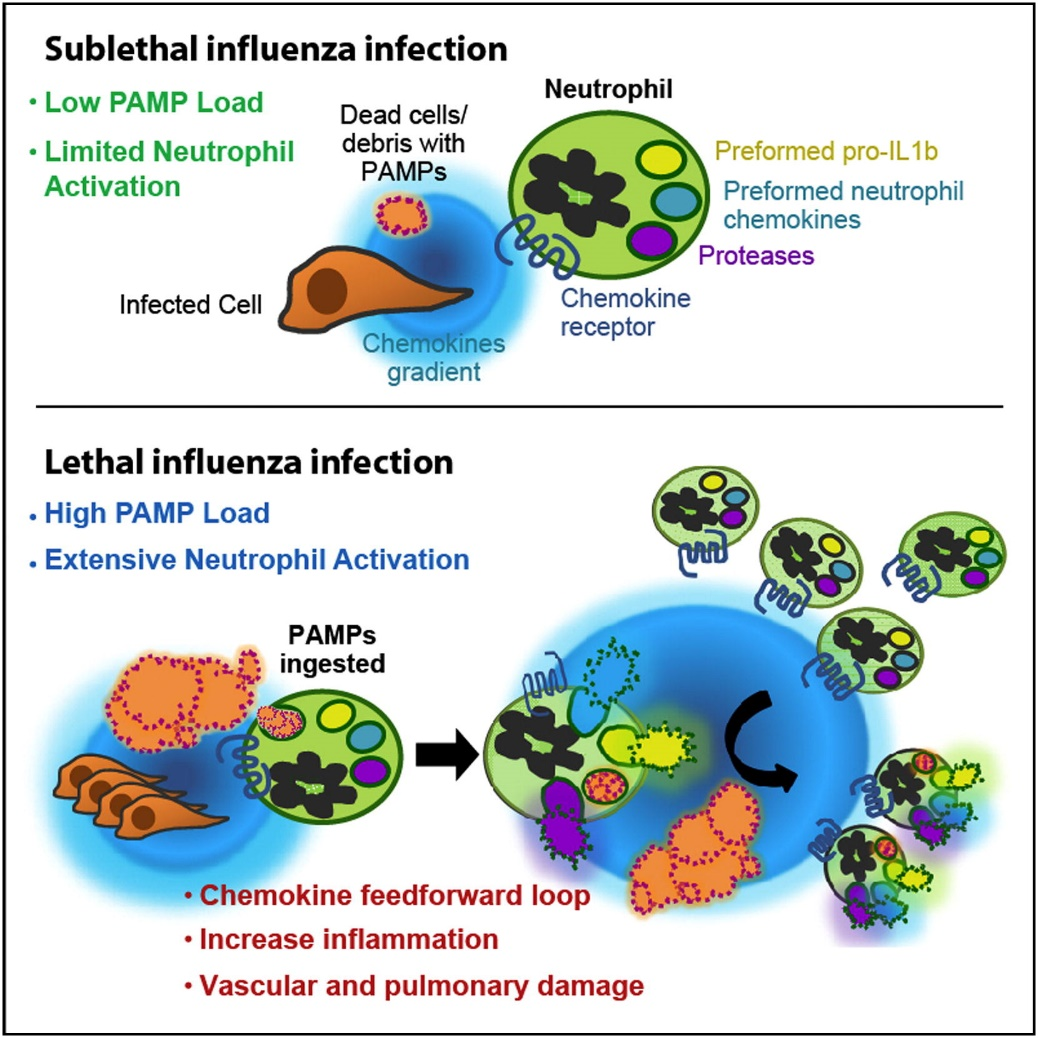 Sublethal influenza infection
• Low PAMP Load
• Limited Neutrophil
Activation
Dead cells/
debris with
PAMPs
Neutrophil
Preformed pro-IL1b
Preformed neutrophil
chemokines
Proteases
Infected Cell
Chemokine
receptor
Chemokines
gradient
Lethal influenza infection
• High PAMP Load
• Extensive Neutrophil Activation
PAMPs
ingested
• Chemokine feedforward loop
• Increase inflammation
• Vascular and pulmonary damage